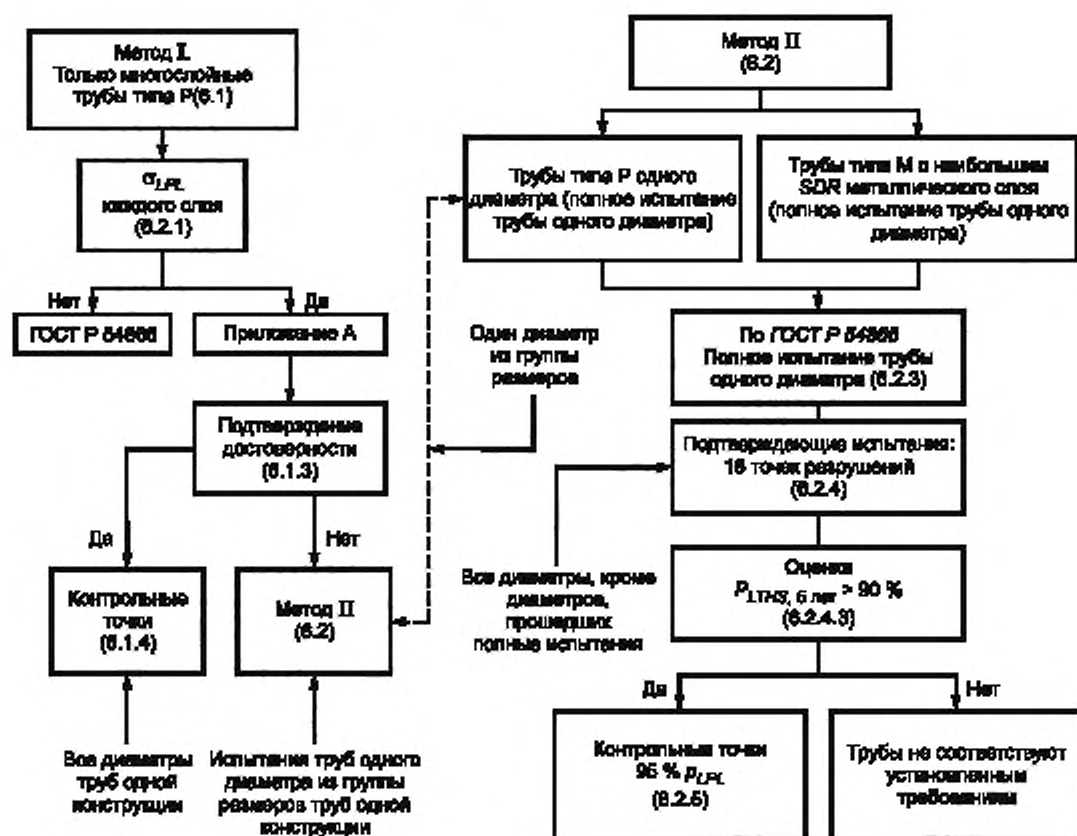 Метод I.
Только многослойные
трубы типа P(6.1)
σLPL
каждого слоя
(6.2.1)
Нет
Да
ГОСТ Р 54866
Приложение А
Подтверждение
достоверности
(6.1.3)
Да
Нет
Контрольные
точки
(6.1.4)
Метод II
(6.2)
Все диаметры
труб одной
конструкции
Испытания труб одного
диаметра из группы
размеров труб одной
конструкции
Один диаметр
из группы
размеров
Все диаметры, кроме
диаметров,
прошедших
полные испытания
Метод II
(6.2)
Трубы типа Р одного
диаметра (полное испытание
трубы одного диаметра)
Трубы типа М с наибольшим
SDR металлического слоя
(полное испытание трубы одного
диаметра)
По ГОСТ Р 54866
Полное испытание трубы
одного диаметра (6.2.3)
Подтверждающие испытания:
16 точек разрушений
(6.2.4)
Оценка
PLTHS, 5 лет > 90 %
(6.2.4.3)
Да
Нет
Контрольные точки
95 % pLPL
(6.2.5)
Трубы не соответствуют
установленным
требованиям